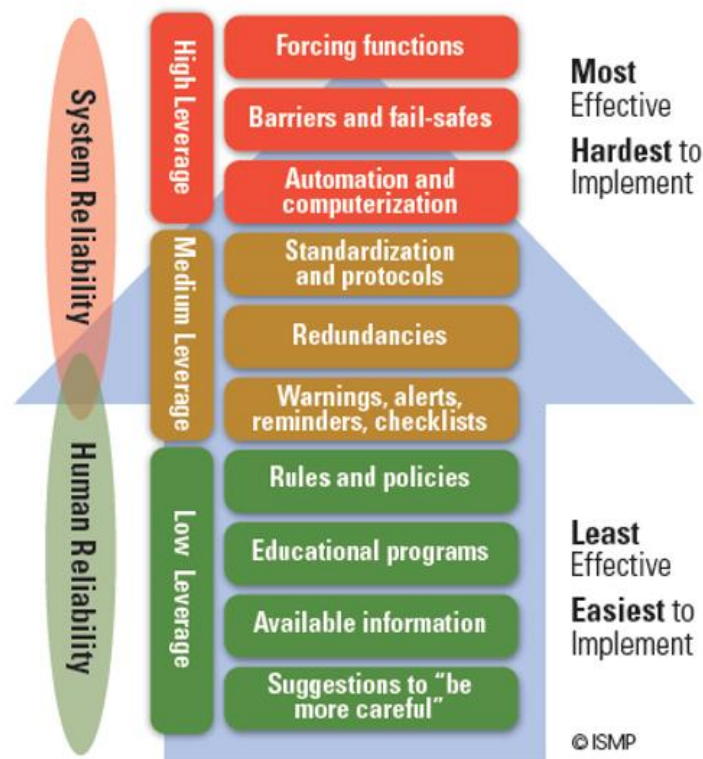 System Reliability
Human Reliability
High Leverage
Forcing functions
Barriers and fail-safes
Automation and
computerization
Medium Leverage
Standardization
and protocols
Redundancies
Warnings, alerts,
reminders, checklists
Low Leverage
Rules and policies
Educational programs
Available information
Suggestions to “be
more careful”
Most
Effective
Hardest to
Implement
Least
Effective
Easiest to
Implement
© ISMP